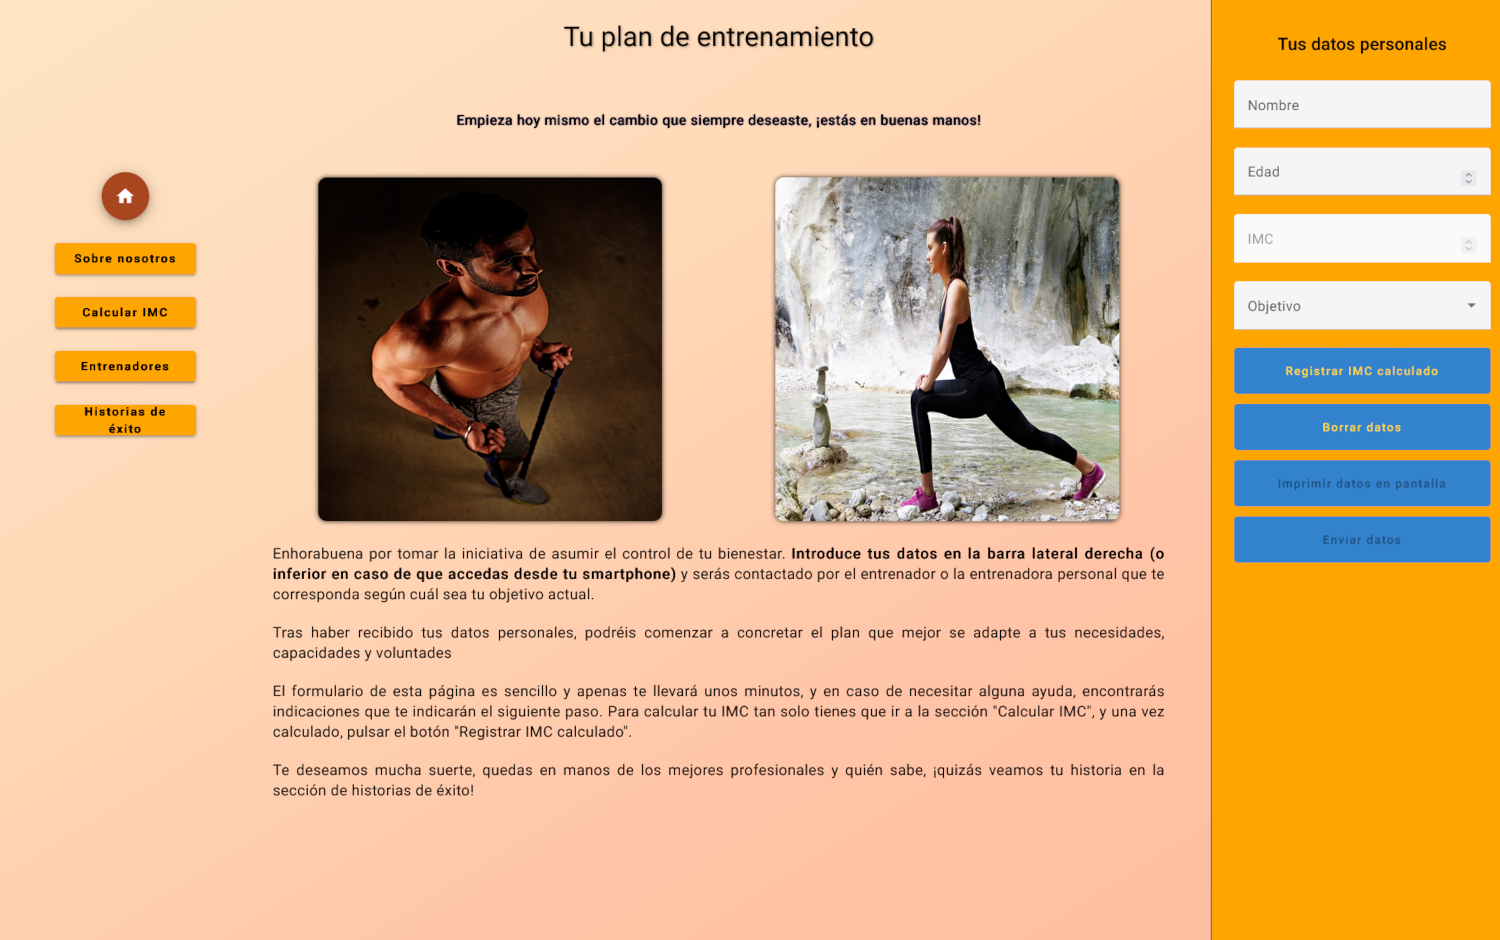 Tu plan de entrenamiento
Empieza hoy mismo el cambio que siempre deseaste, ¡estás en buenas manos!
Sobre nosotros
Calcular IMC
Entrenadores
Historias de
éxito
Enhorabuena por tomar la iniciativa de asumir el control de tu bienestar. Introduce tus datos en la barra lateral derecha (o
inferior en caso de que accedas desde tu smartphone) y serás contactado por el entrenador o la entrenadora personal que te
corresponda según cuál sea tu objetivo actual.
Tras haber recibido tus datos personales, podréis comenzar a concretar el plan que mejor se adapte a tus necesidades,
capacidades y voluntades
El formulario de esta página es sencillo y apenas te llevará unos minutos, y en caso de necesitar alguna ayuda, encontrarás
indicaciones que te indicarán el siguiente paso. Para calcular tu IMC tan solo tienes que ir a la sección "Calcular IMC", y una vez
calculado, pulsar el botón "Registrar IMC calculado".
Te deseamos mucha suerte, quedas en manos de los mejores profesionales y quién sabe, ¡quizás veamos tu historia en la
sección de historias de éxito!
Tus datos personales
Nombre
Edad
IMC
Objetivo
Registrar IMC calculado
Borrar datos
Imprimir datos en pantalla
Enviar datos